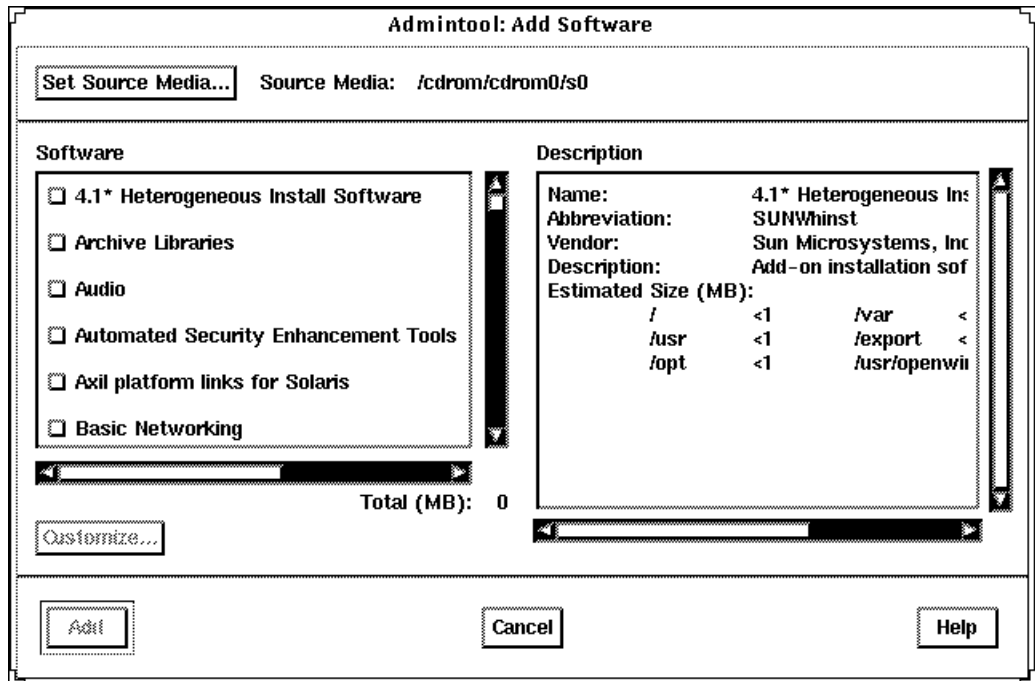 Admintool: Add Software
Set Source Media... Source Media: /cdrom/cdrom0/s0
Software
4.1* Heterogeneous Install Software
Archive Libraries
Audio
Automated Security Enhancement Tools
Axil platform links for Solaris
Basic Networking
Total (MB): 0
Customize...
Description
Name: 4.1* Heterogeneous Ins
Abbreviation: SUNWhinst
Vendor: Sun Microsystems, Inc
Description: Add-on installation sof
Estimated Size (MB):
/ <1 /var <
/usr <1 /export <
/opt <1 /usr/openwin
Add Cancel Help